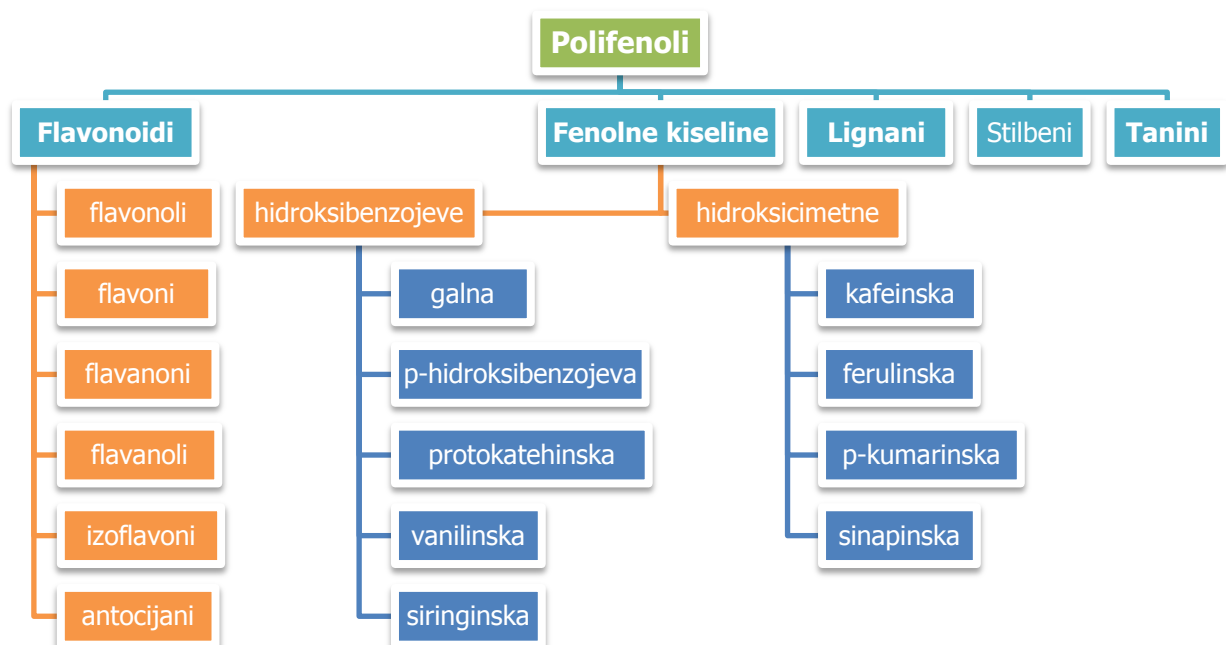 Polifenoli
Flavonoidi
Fenolne kiseline
Lignani
Stilbeni
Tanini
flavonoli
flavoni
flavanoni
flavanoli
izoflavoni
antocijani
hidroksibenzojeve
galna
p-hidroksibenzojeva
protokatehinska
vanilinska
siringinska
hidroksicimetne
kafeinska
ferulinska
p-kumarinska
sinapinska